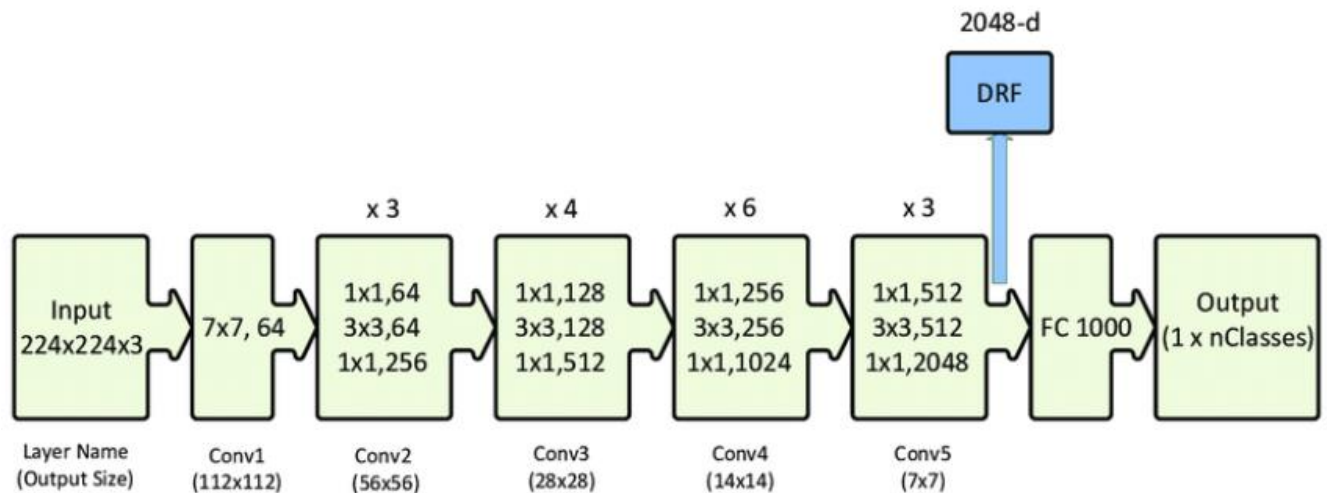 2048-d
DRF
x 3
x 4
x 6
x 3
Input
224x224x3
7x7, 64
1x1,64
3x3,64
1x1,256
1x1,128
3x3,128
1x1,512
1x1,256
3x3,256
1x1,1024
1x1,512
3x3,512
1x1,2048
FC 1000
Output
(1 x nClasses)
Layer Name
(Output Size)
Conv1
(112x112)
Conv2
(56x56)
Conv3
(28x28)
Conv4
(14x14)
Conv5
(7x7)